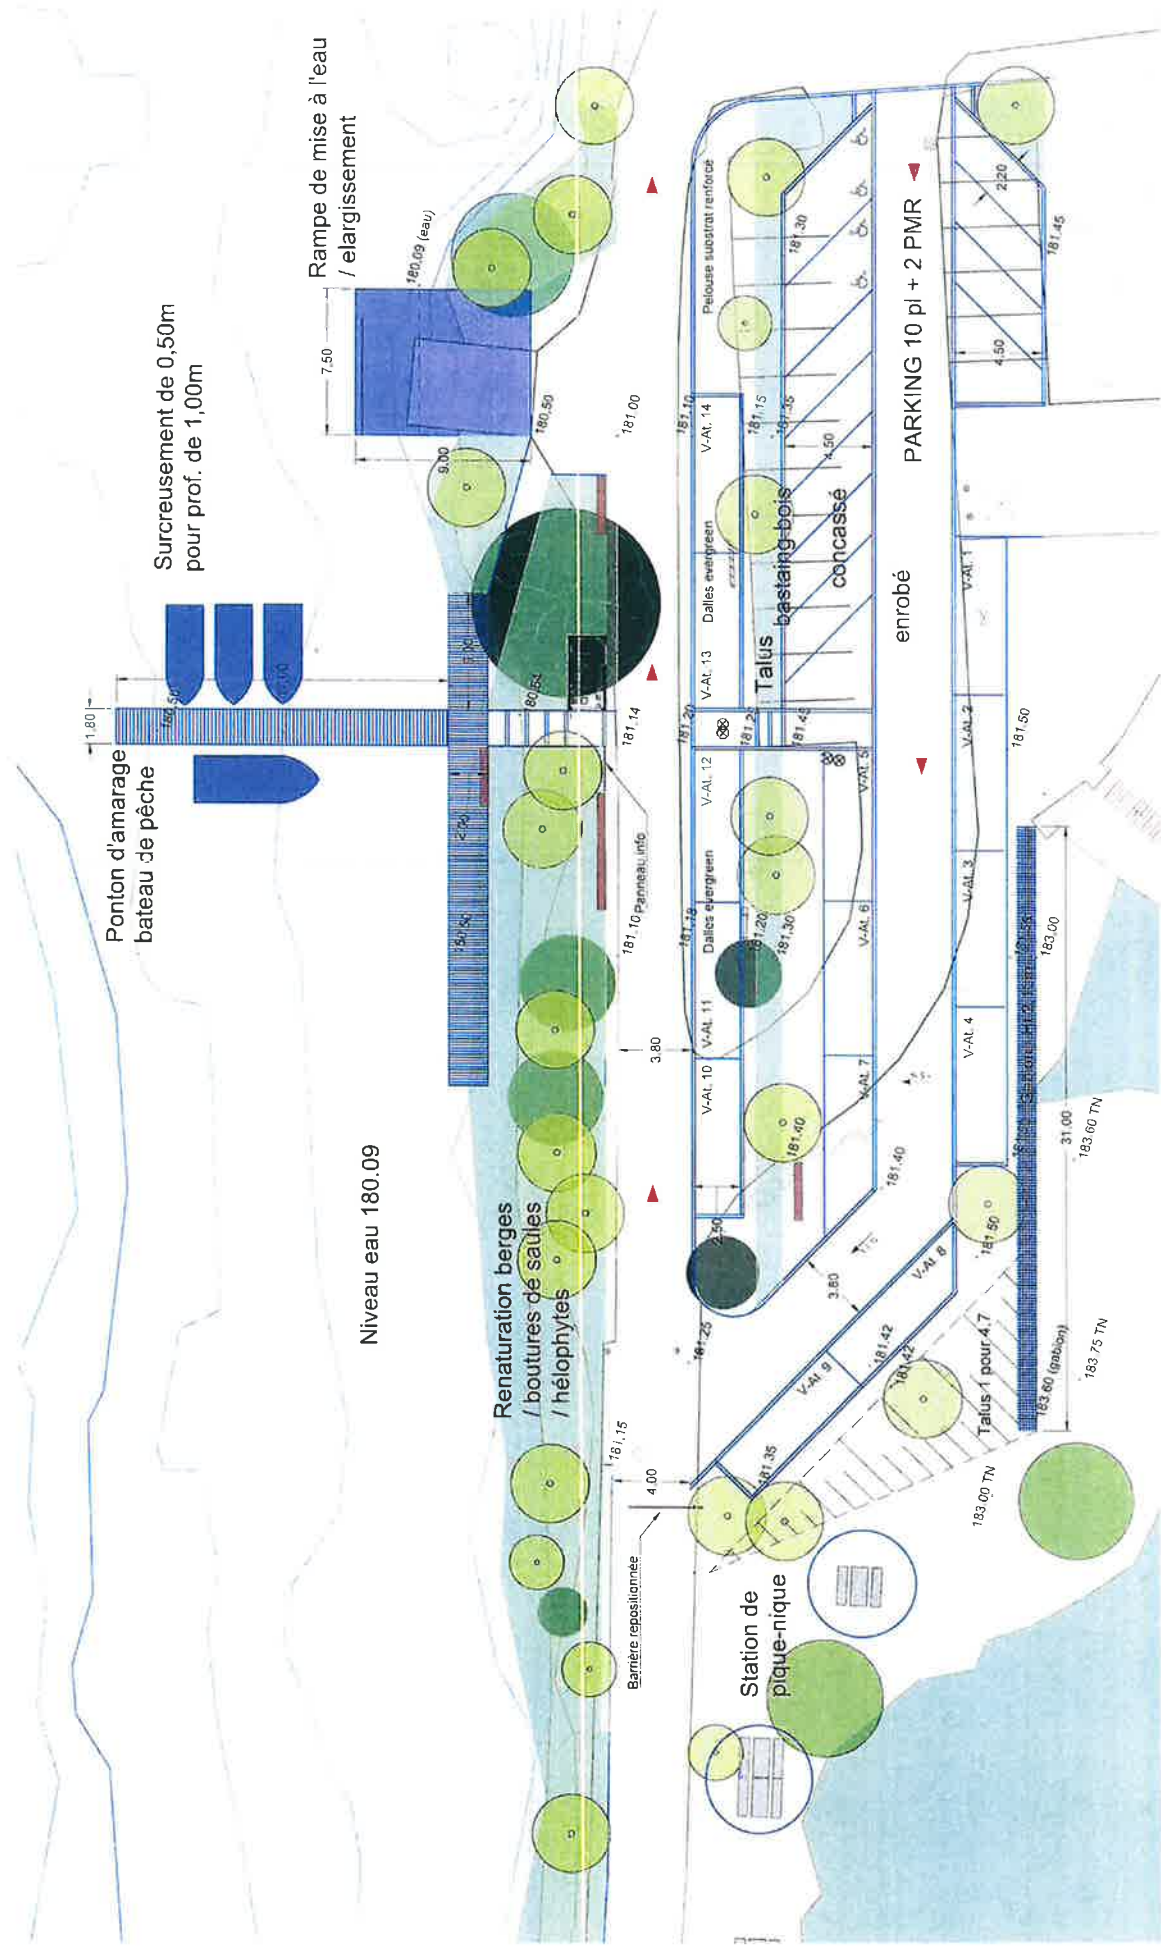 Rampe de mise à l'eau
/ elargissement
180.09 (eau)
7.50
9.00
180.50
181.00
Surcreusement de 0,50m
pour prof. de 1,00m
1.80
Ponton d'amarage
bateau de pêche
181.14
Panneau info
181.10
3.80
Niveau eau 180.09
Renaturation berges
/ boutures de saules
/ hélophytes
181.15
4.00
Barrière repositionnée
Pelouse substrat renforcé
181.30
181.10
V-At. 14
181.15
Dalles evergreen
V-At. 13
Talus
bastaing bois
concassé
4.50
181.20
V-At. 12
Dalles evergreen
181.20
181.30
V-At. 11
V-At. 10
2.50
181.40
181.25
V-At. 5
V-At. 6
V-At. 7
181.40
3.80
V-At. 8
V-At. 9
181.42
181.42
181.35
PARKING 10 pl + 2 PMR
enrobé
2.20
181.45
4.50
V-At. 1
V-At. 2
181.50
V-At. 3
V-At. 4
183.00
31.00
183.60 TN
181.50
Talus 1 pour 4.7
183.60 (gabion)
183.75 TN
183.00 TN
Station de
pique-nique